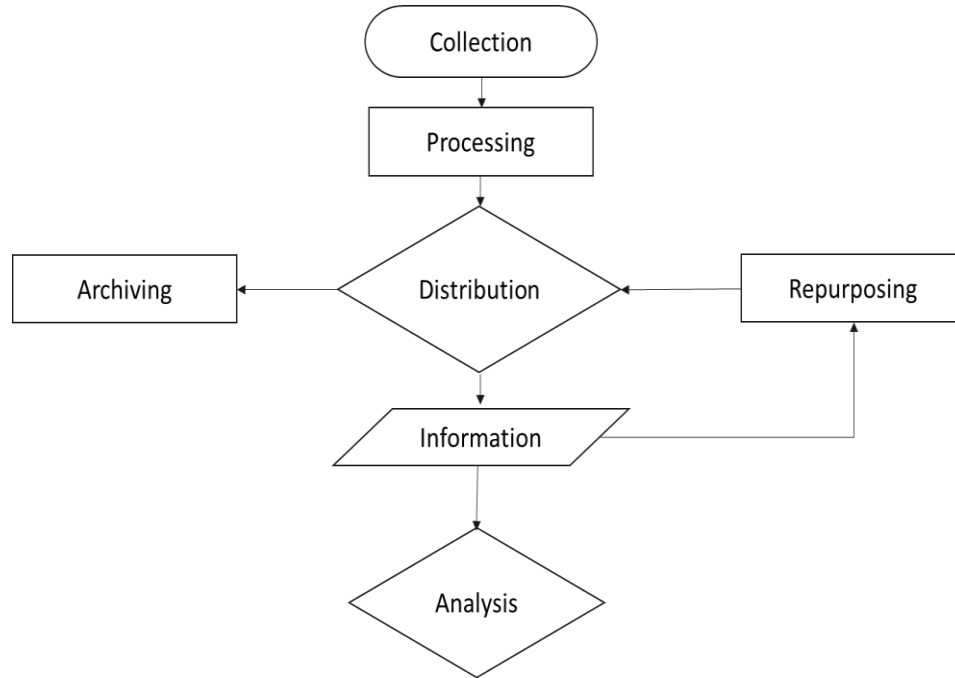 Collection
Processing
Archiving
Distribution
Repurposing
Information
Analysis